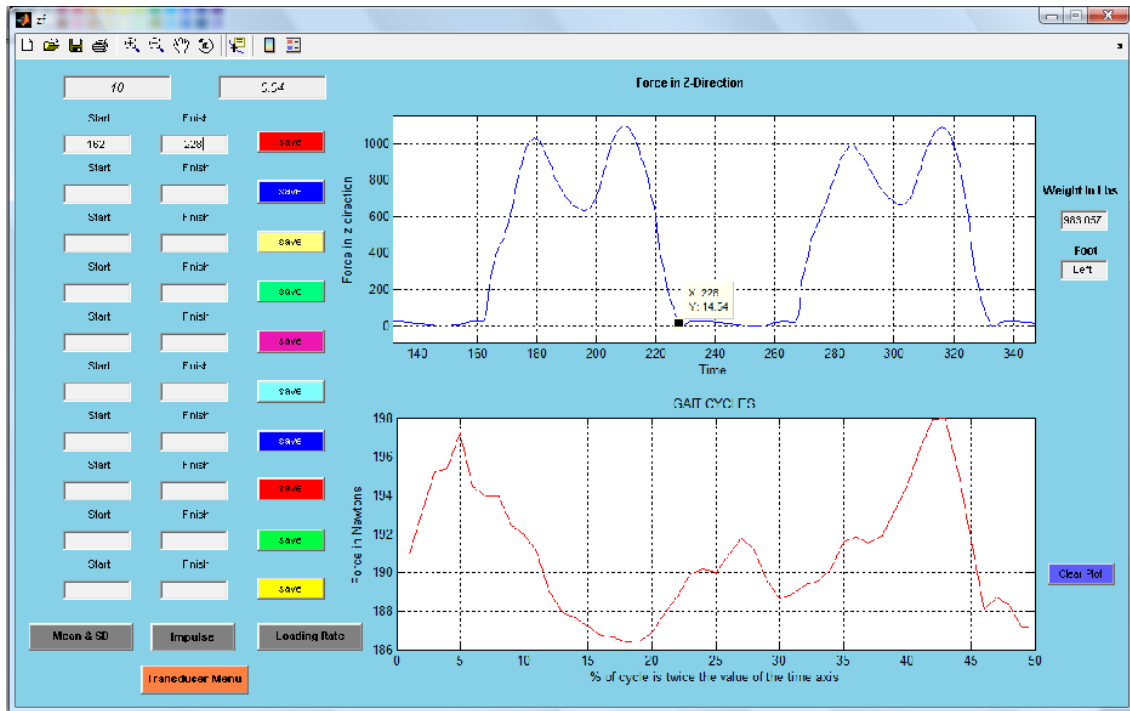 zf
10
Force in Z-Direction
Start
Finish
162
228
save
Start
Finish
save
Start
Finish
save
Start
Finish
save
Start
Finish
save
Start
Finish
save
Start
Finish
save
Start
Finish
save
Start
Finish
save
Start
Finish
save
Mean & SD
Impulse
Loading Rate
Transducer Menu
Force in z direction
1000
800
600
400
200
0
X: 228
Y: 14.54
140
160
180
200
220
240
260
280
300
320
340
Time
Weight in Lbs
983.057
Foot
Left
GAIT CYCLES
Force in Newtons
198
196
194
192
190
188
186
0
5
10
15
20
25
30
35
40
45
50
% of cycle is twice the value of the time axis
Clear Plot